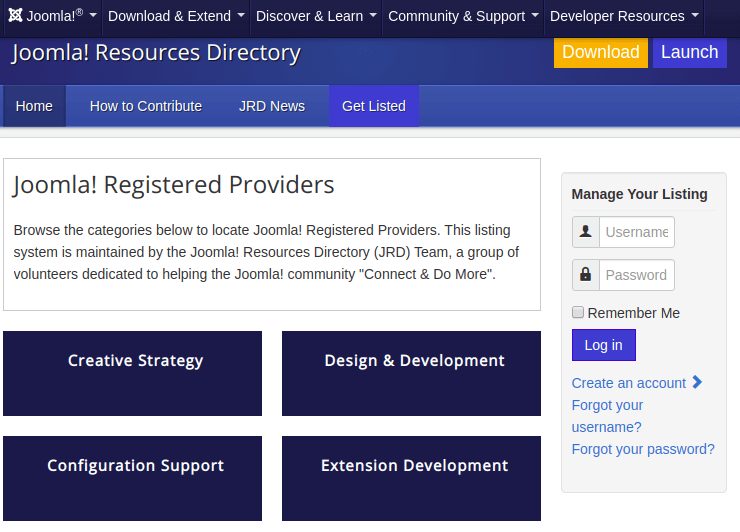 Joomla!® Download & Extend Discover & Learn Community & Support Developer Resources
Joomla! Resources Directory Download Launch
Home How to Contribute JRD News Get Listed
Joomla! Registered Providers
Browse the categories below to locate Joomla! Registered Providers. This listing
system is maintained by the Joomla! Resources Directory (JRD) Team, a group of
volunteers dedicated to helping the Joomla! community "Connect & Do More".
Creative Strategy Design & Development
Configuration Support Extension Development
Manage Your Listing
Username
Password
Remember Me
Log in
Create an account
Forgot your
username?
Forgot your password?